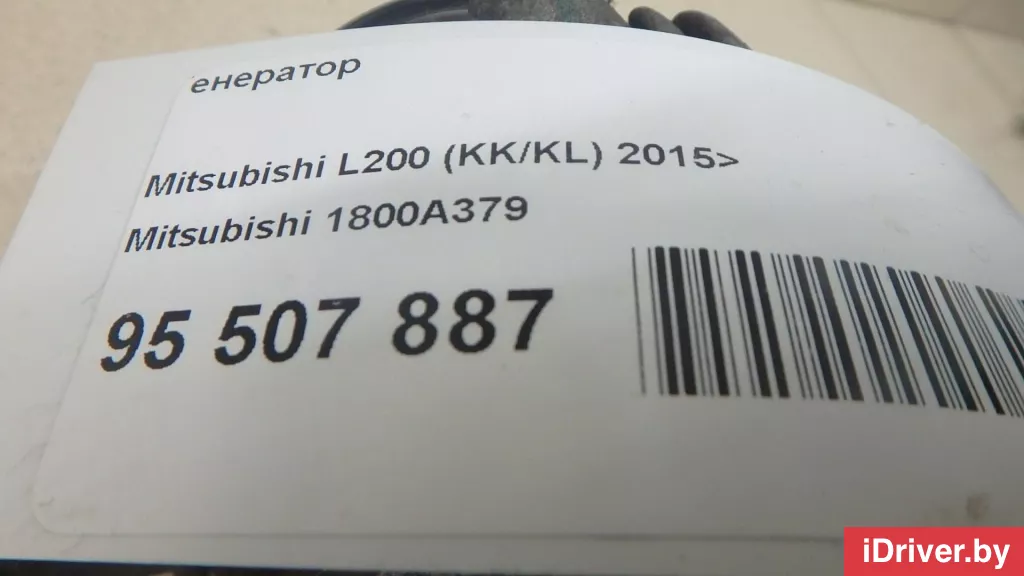 енератор
Mitsubishi L200 (KK/KL) 2015>
Mitsubishi 1800A379
95 507 887
iDriver.by